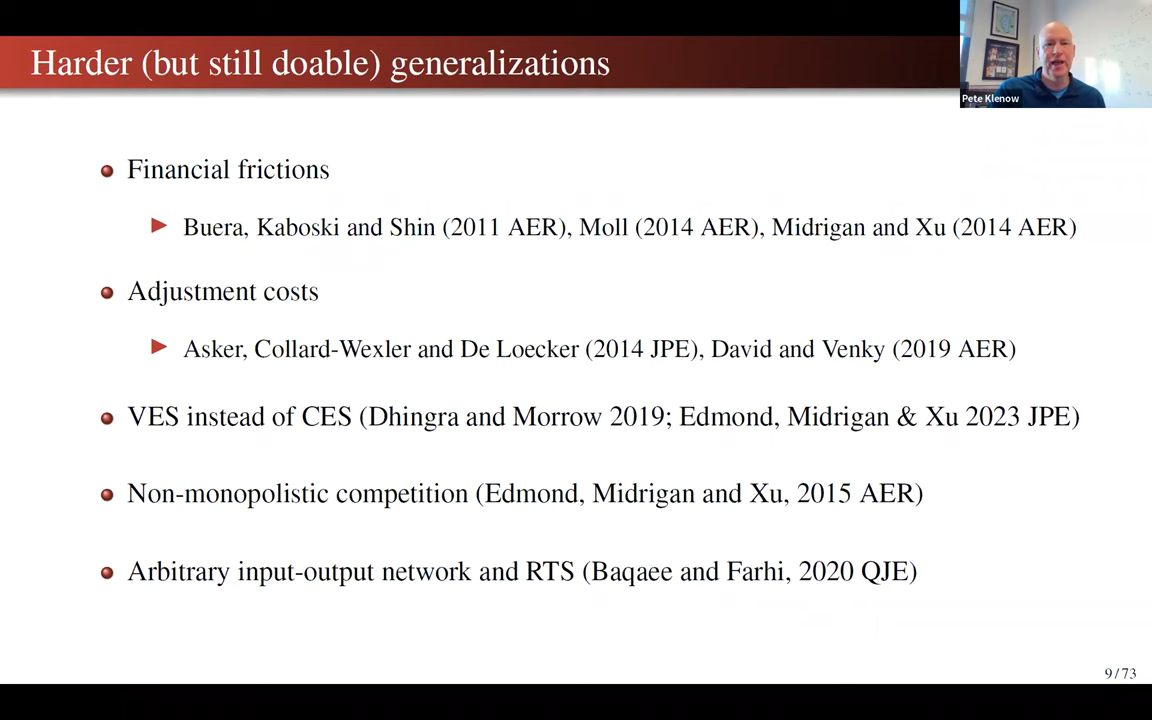 Harder (but still doable) generalizations
Pete Klenow
Financial frictions
Buera, Kaboski and Shin (2011 AER), Moll (2014 AER), Midrigan and Xu (2014 AER)
Adjustment costs
Asker, Collard-Wexler and De Loecker (2014 JPE), David and Venky (2019 AER)
VES instead of CES (Dhingra and Morrow 2019; Edmond, Midrigan & Xu 2023 JPE)
Non-monopolistic competition (Edmond, Midrigan and Xu, 2015 AER)
Arbitrary input-output network and RTS (Baqaee and Farhi, 2020 QJE)
9/73